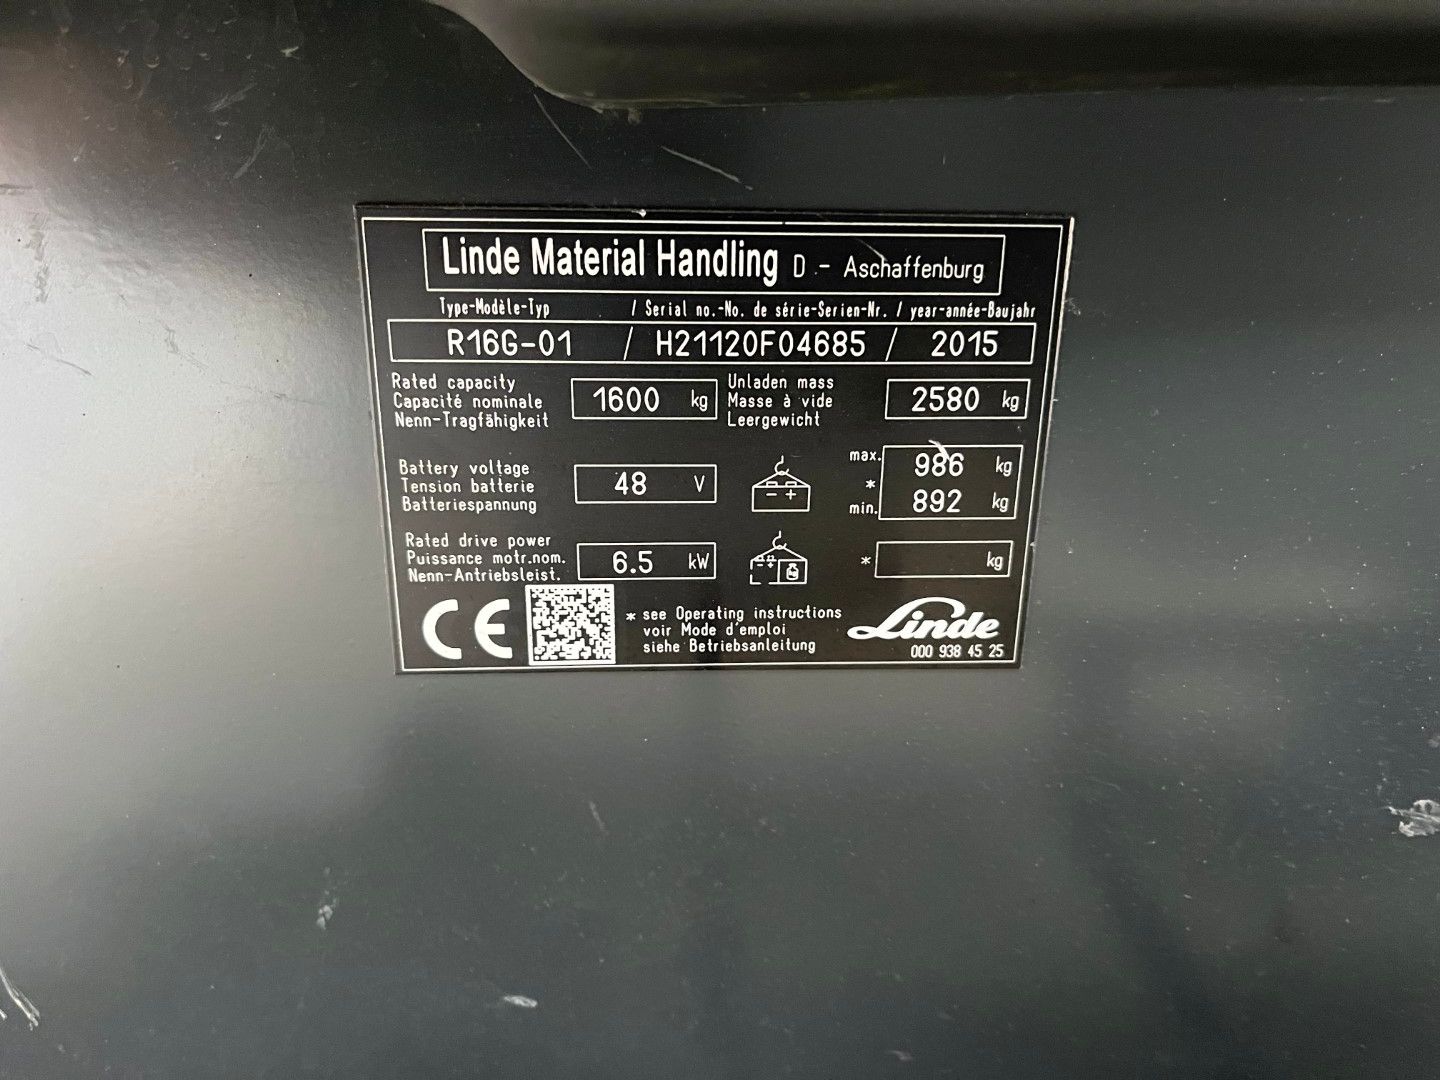 Linde Material Handling D - Aschaffenburg
Type-Modèle-Typ / Serial no.-No. de série-Serien-Nr. / year-année-Baujahr
R16G-01 / H21120F04685 / 2015
Rated capacity
Capacité nominale
Nenn-Tragfähigkeit
1600 kg
Unladen mass
Masse à vide
Leergewicht
2580 kg
Battery voltage
Tension batterie
Batteriespannung
48 V
- +
max. 986 kg
*
min. 892 kg
Rated drive power
Puissance motr.nom.
Nenn-Antriebsleist.
6.5 kW
- +
* kg
CE
* see Operating instructions
voir Mode d'emploi
siehe Betriebsanleitung
Linde
000 938 45 25